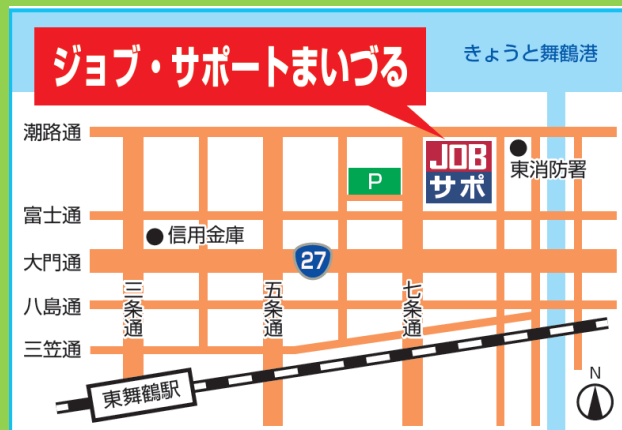 ジョブ・サポートまいづる
きょうと舞鶴港
潮路通
JOB
サポ
東消防署
P
富士通
信用金庫
大門通
27
三条通
五条通
七条通
八島通
三笠通
東舞鶴駅
N